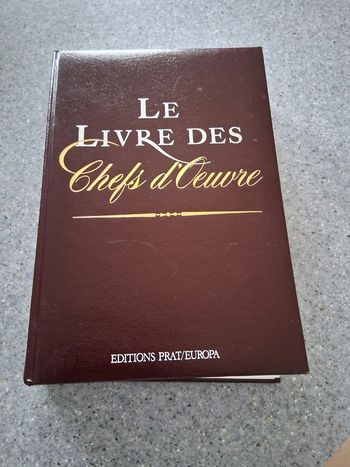 LE
LIVRE DES
Chefs d'Oeuvre
EDITIONS PRAT/EUROPA